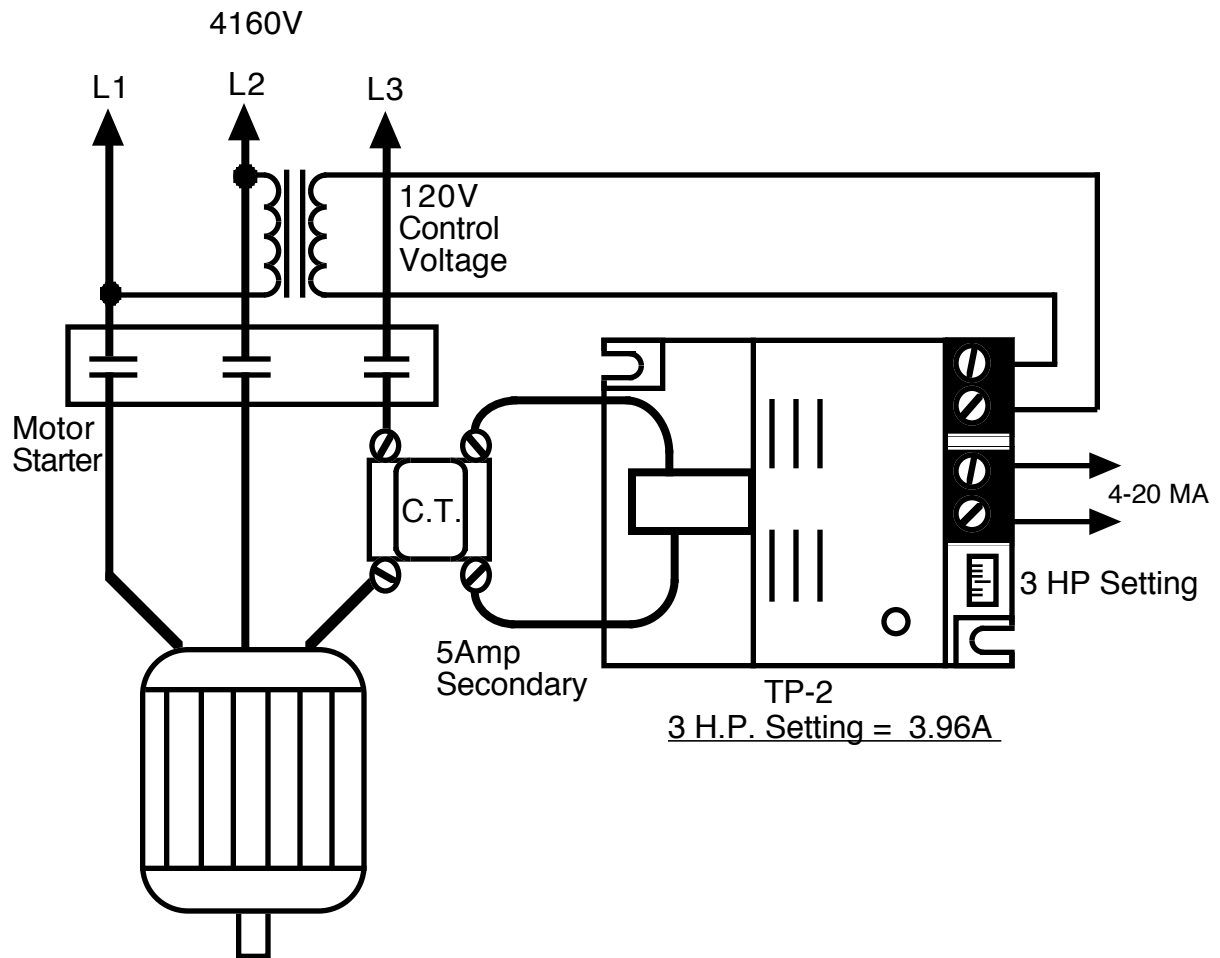 4160V
L1
L2
L3
120V
Control
Voltage
Motor
Starter
C.T.
4-20 MA
3 HP Setting
5Amp
Secondary
TP-2
3 H.P. Setting = 3.96A